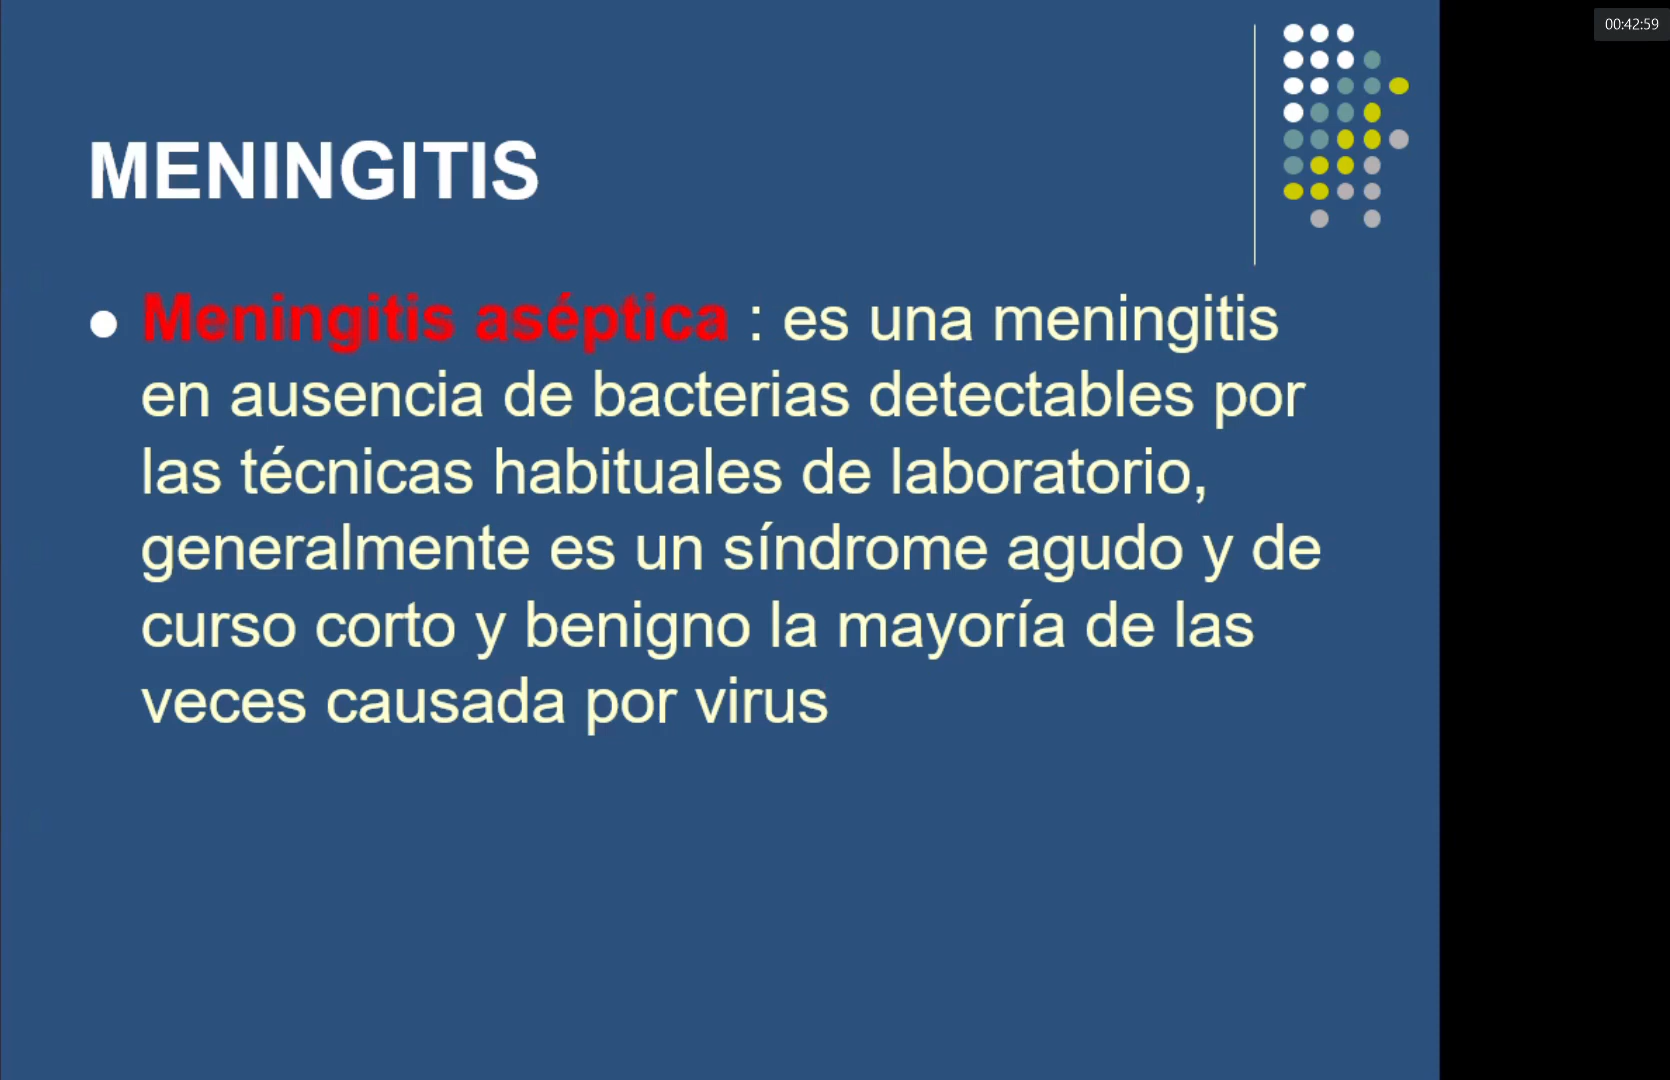 00:42:59
MENINGITIS
Meningitis aséptica : es una meningitis
en ausencia de bacterias detectables por
las técnicas habituales de laboratorio,
generalmente es un síndrome agudo y de
curso corto y benigno la mayoría de las
veces causada por virus